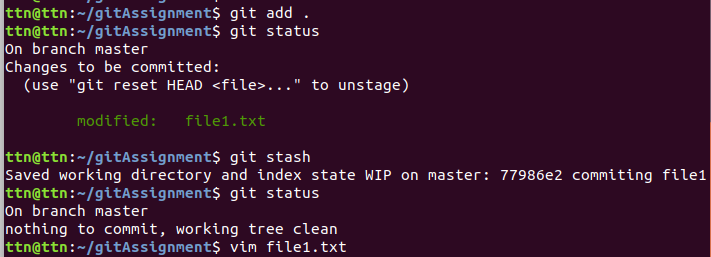 ttn@ttn:~/gitAssignment$ git add .
ttn@ttn:~/gitAssignment$ git status
On branch master
Changes to be committed:
  (use "git reset HEAD <file>..." to unstage)
        modified:   file1.txt
ttn@ttn:~/gitAssignment$ git stash
Saved working directory and index state WIP on master: 77986e2 commiting file1
ttn@ttn:~/gitAssignment$ git status
On branch master
nothing to commit, working tree clean
ttn@ttn:~/gitAssignment$ vim file1.txt